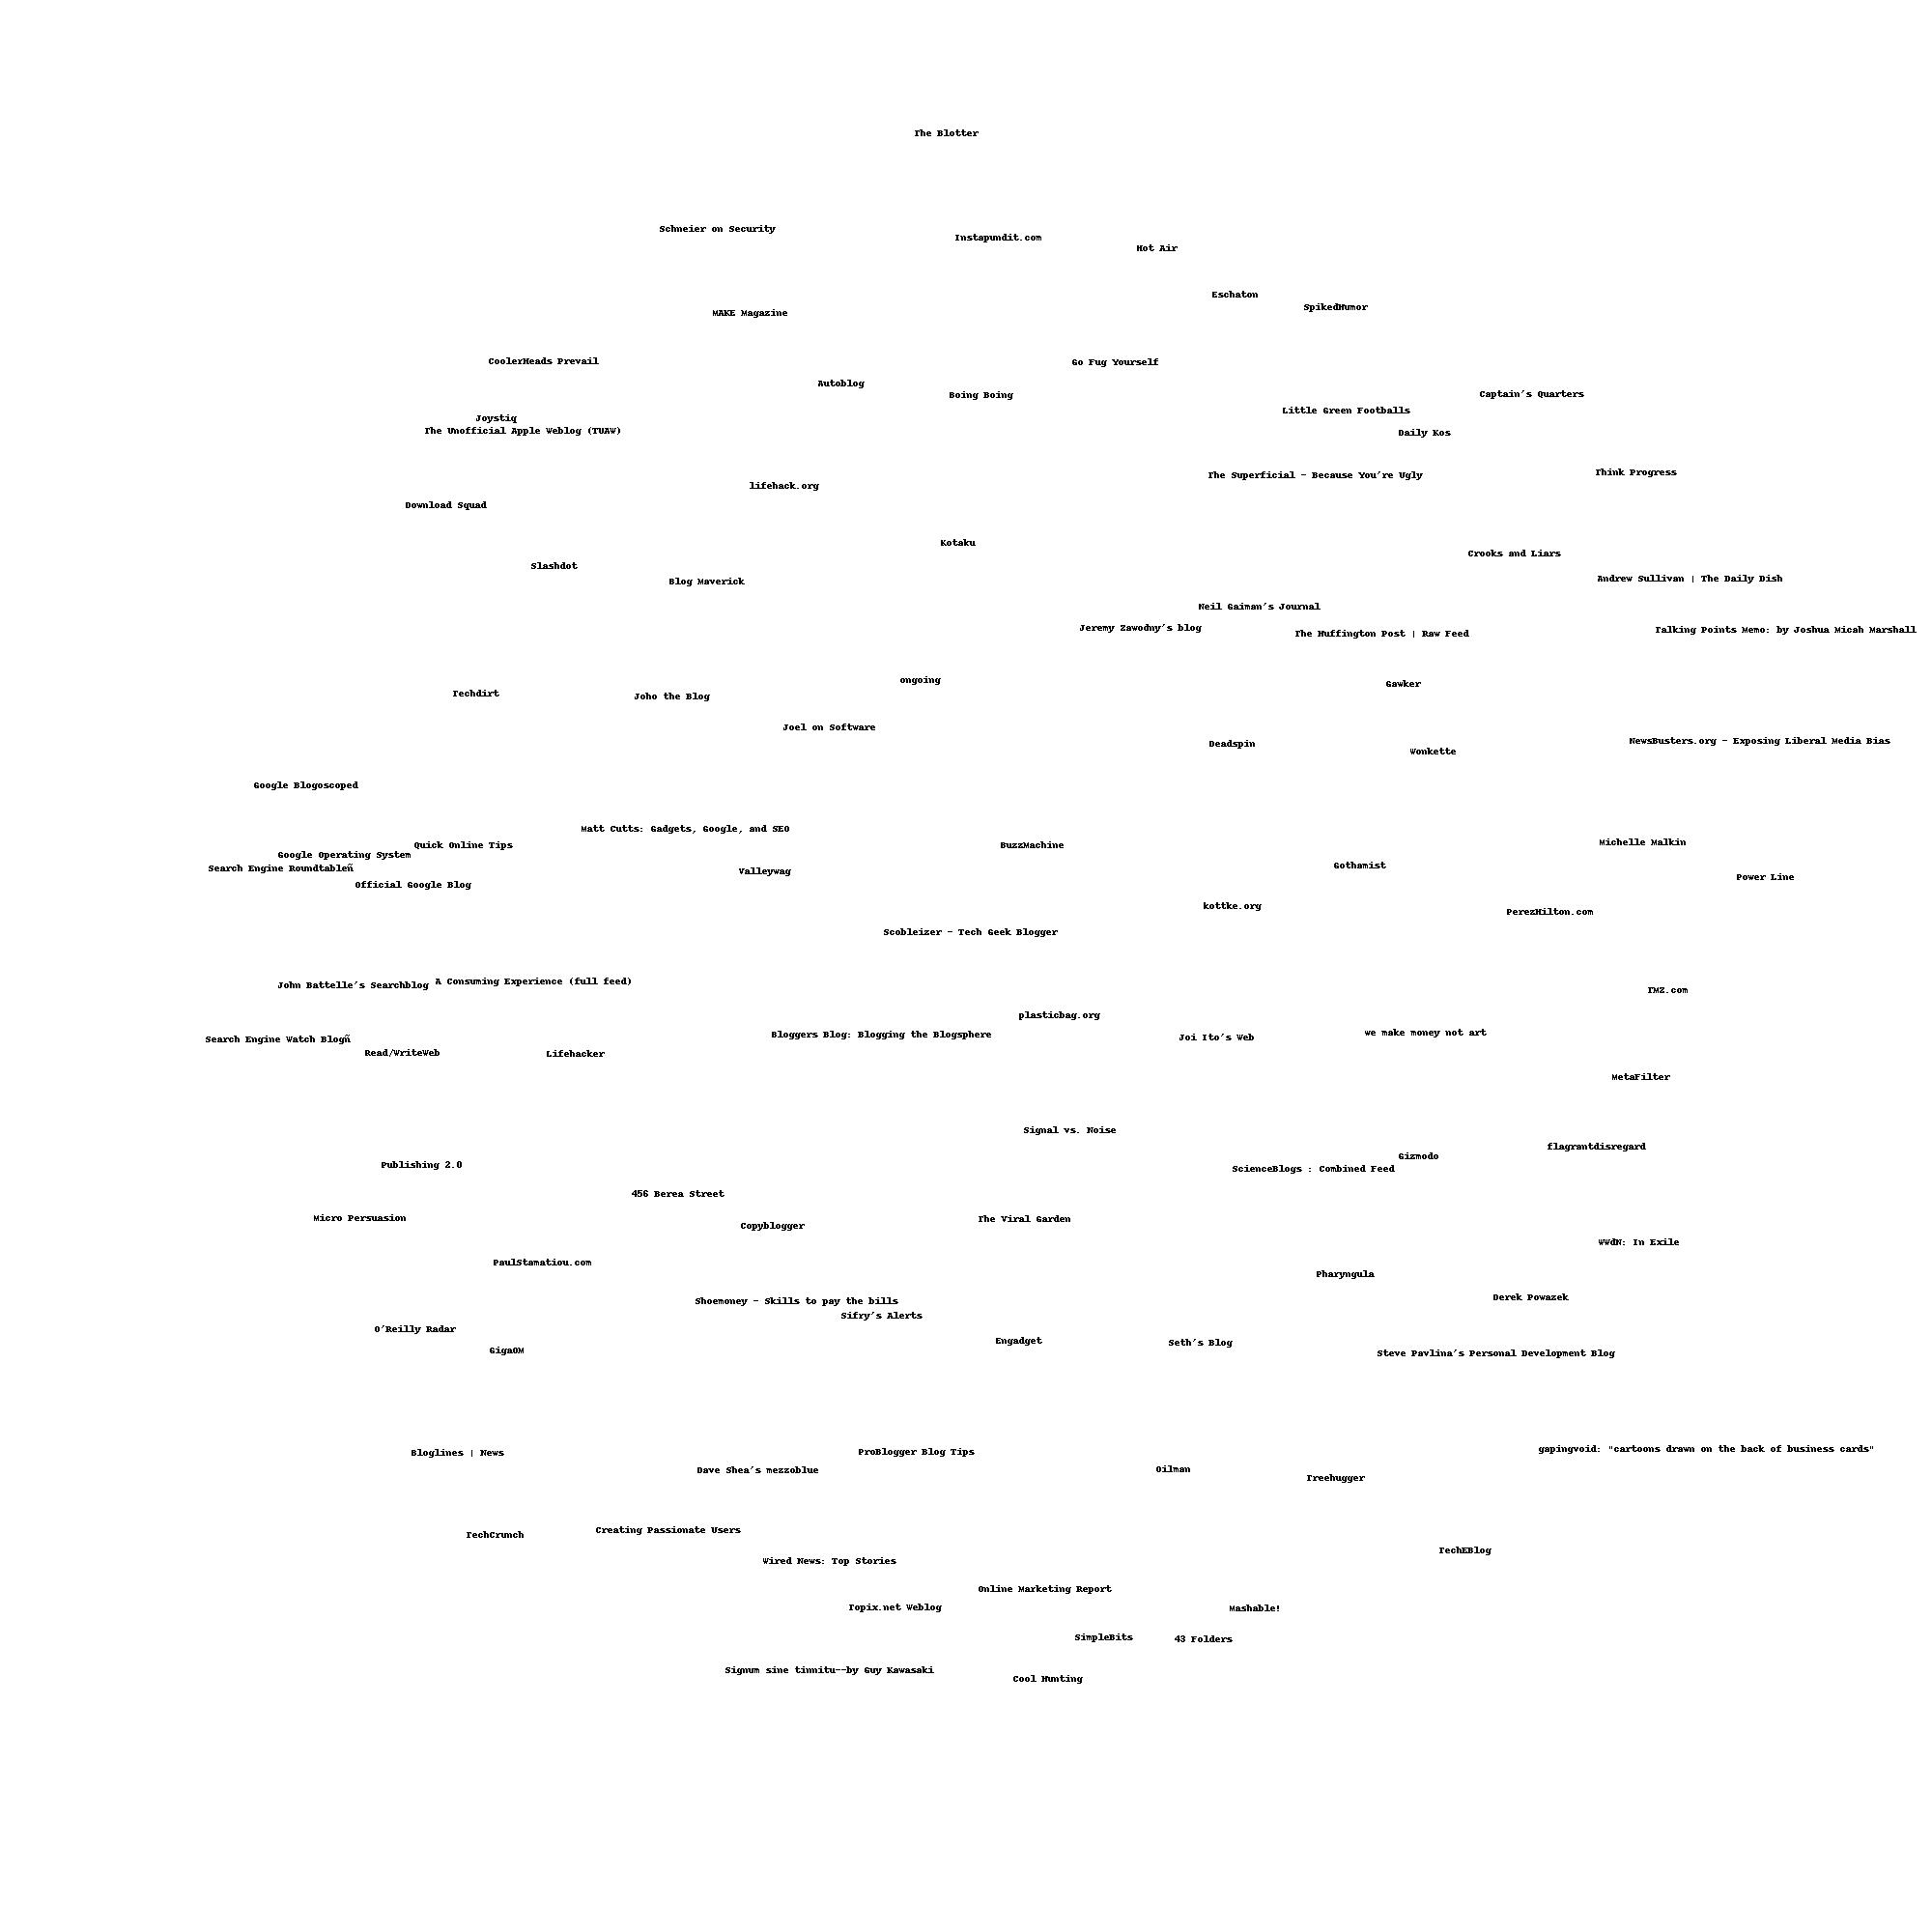 The Blotter
Schneier on Security
Instapundit.com
Hot Air
Eschaton
SpikedHumor
MAKE Magazine
CoolerHeads Prevail
Go Fug Yourself
Autoblog
Boing Boing
Captain's Quarters
Little Green Footballs
Joystiq
The Unofficial Apple Weblog (TUAW)
Daily Kos
The Superficial - Because You're Ugly
Think Progress
lifehack.org
Download Squad
Kotaku
Crooks and Liars
Slashdot
Blog Maverick
Andrew Sullivan | The Daily Dish
Neil Gaiman's Journal
Jeremy Zawodny's blog
The Huffington Post | Raw Feed
Talking Points Memo: by Joshua Micah Marshall
ongoing
Gawker
Techdirt
Joho the Blog
Joel on Software
Deadspin
Wonkette
NewsBusters.org - Exposing Liberal Media Bias
Google Blogoscoped
Matt Cutts: Gadgets, Google, and SEO
Quick Online Tips
BuzzMachine
Michelle Malkin
Google Operating System
Search Engine Roundtableñ
Gothamist
Valleywag
Power Line
Official Google Blog
kottke.org
PerezHilton.com
Scobleizer - Tech Geek Blogger
John Battelle's Searchblog
A Consuming Experience (full feed)
TMZ.com
plasticbag.org
Bloggers Blog: Blogging the Blogsphere
Joi Ito's Web
we make money not art
Search Engine Watch Blogñ
Read/WriteWeb
Lifehacker
MetaFilter
Signal vs. Noise
flagrantdisregard
Gizmodo
Publishing 2.0
ScienceBlogs : Combined Feed
456 Berea Street
Micro Persuasion
Copyblogger
The Viral Garden
WWdN: In Exile
PaulStamatiou.com
Pharyngula
Shoemoney - Skills to pay the bills
Derek Powazek
Sifry's Alerts
O'Reilly Radar
Engadget
Seth's Blog
GigaOM
Steve Pavlina's Personal Development Blog
Bloglines | News
ProBlogger Blog Tips
gapingvoid: "cartoons drawn on the back of business cards"
Dave Shea's mezzoblue
Oilman
Treehugger
TechCrunch
Creating Passionate Users
TechEBlog
Wired News: Top Stories
Online Marketing Report
Topix.net Weblog
Mashable!
SimpleBits
43 Folders
Signum sine tinnitu--by Guy Kawasaki
Cool Hunting